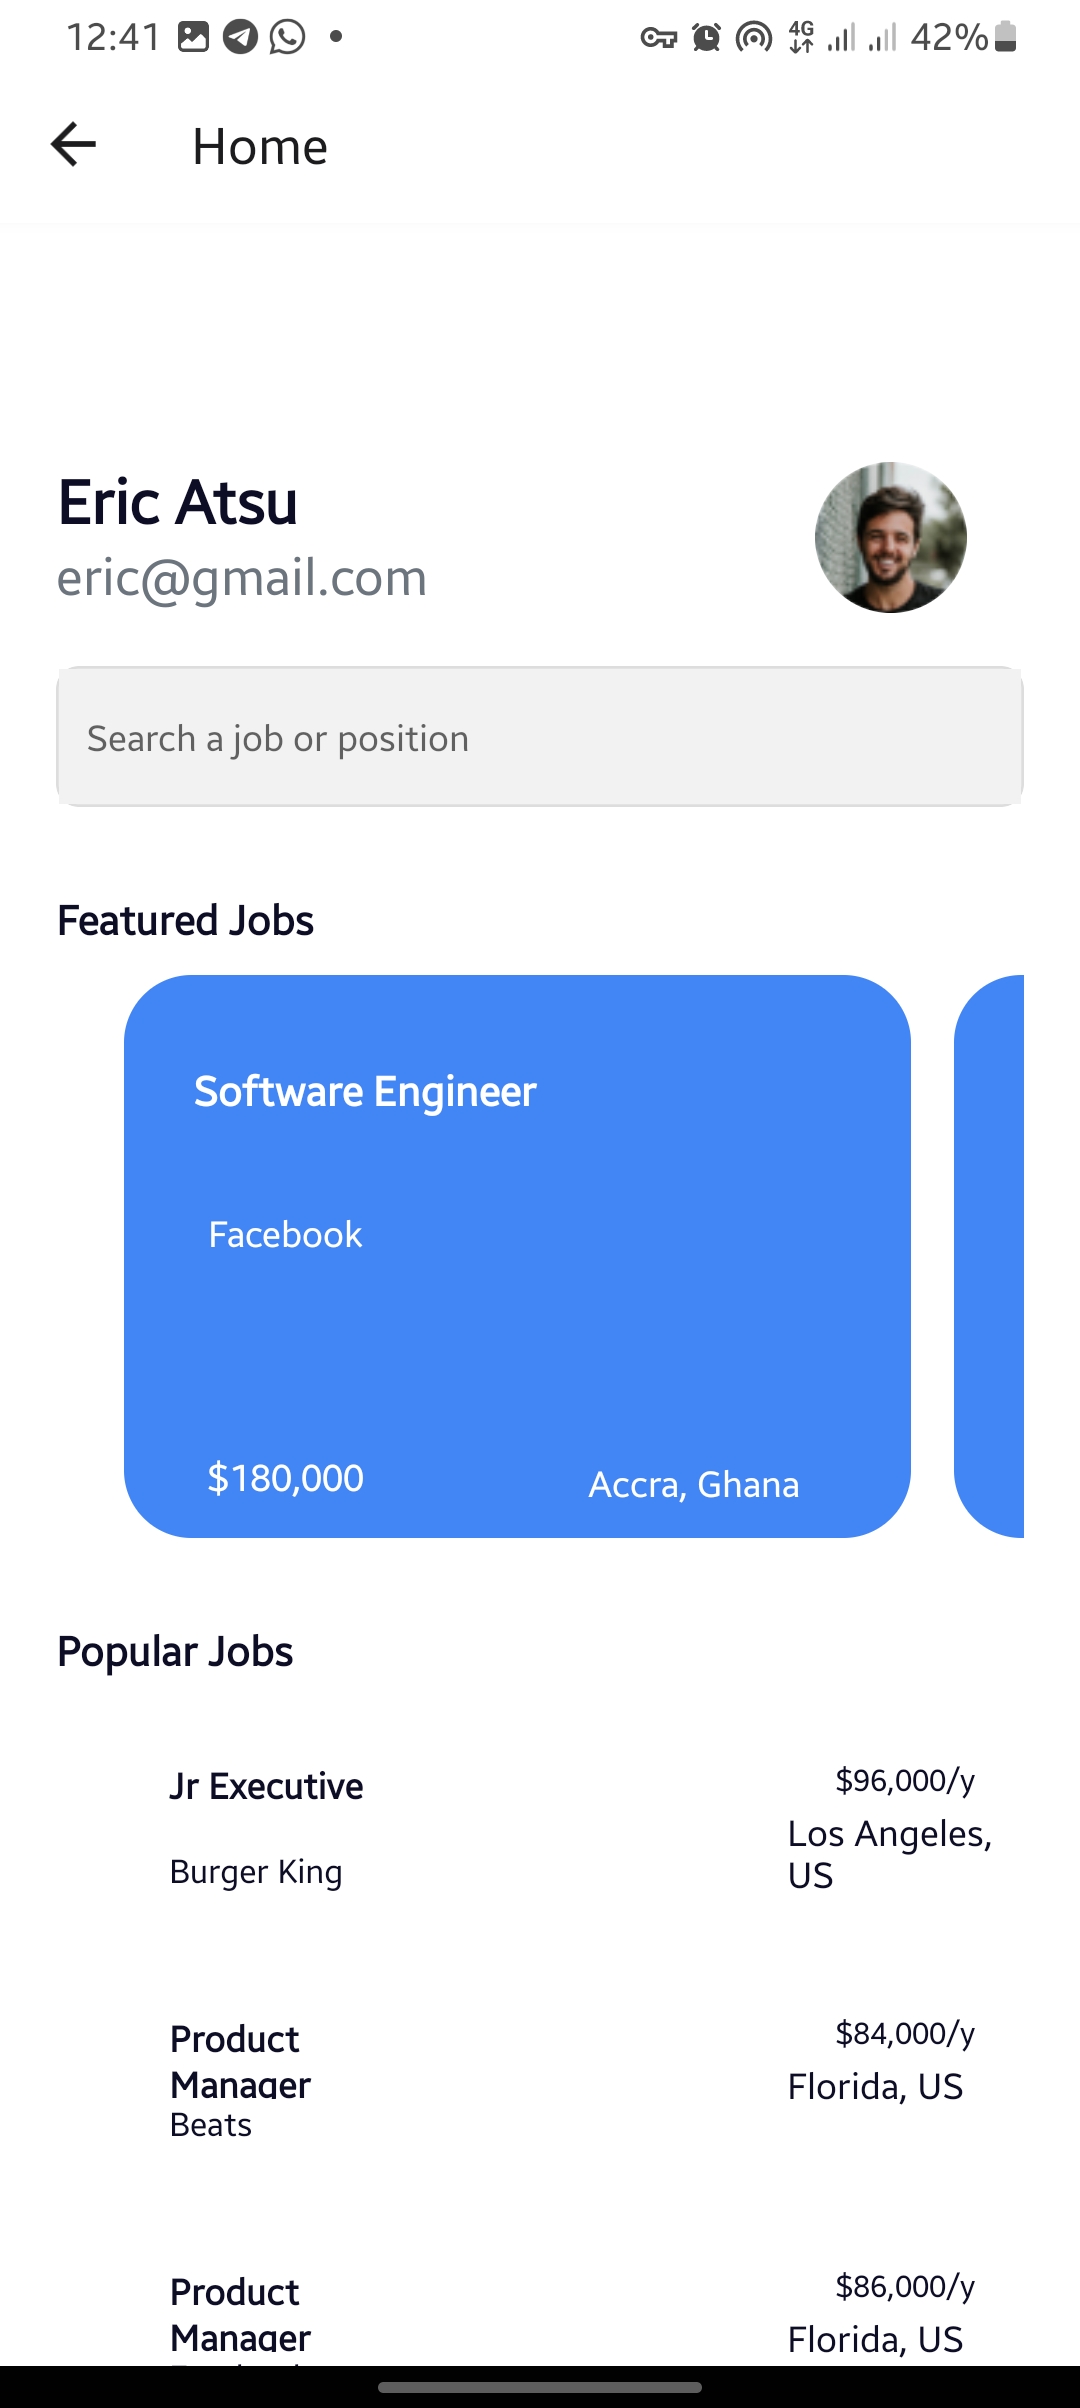 12:41 4G 42%
Home
Eric Atsu
eric@gmail.com
Search a job or position
Featured Jobs
Software Engineer
Facebook
$180,000 Accra, Ghana
Popular Jobs
Jr Executive $96,000/y
Burger King Los Angeles,
US
Product $84,000/y
Manager Florida, US
Beats
Product $86,000/y
Manager Florida, US